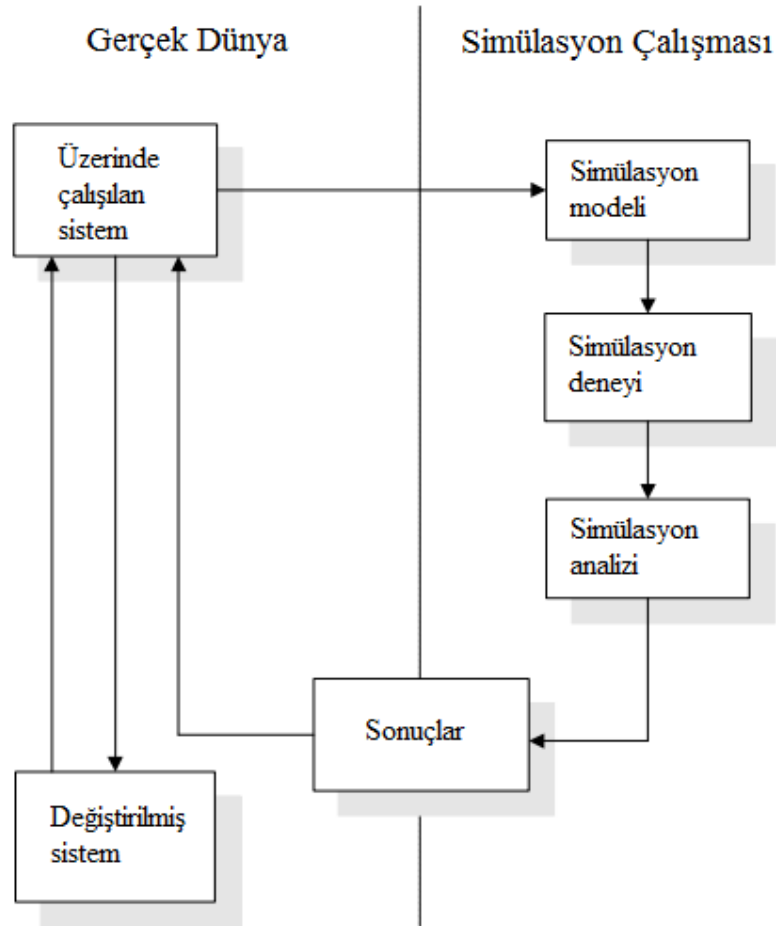 Gerçek Dünya
Simülasyon Çalışması
Üzerinde
çalışılan
sistem
Simülasyon
modeli
Simülasyon
deneyi
Simülasyon
analizi
Sonuçlar
Değiştirilmiş
sistem